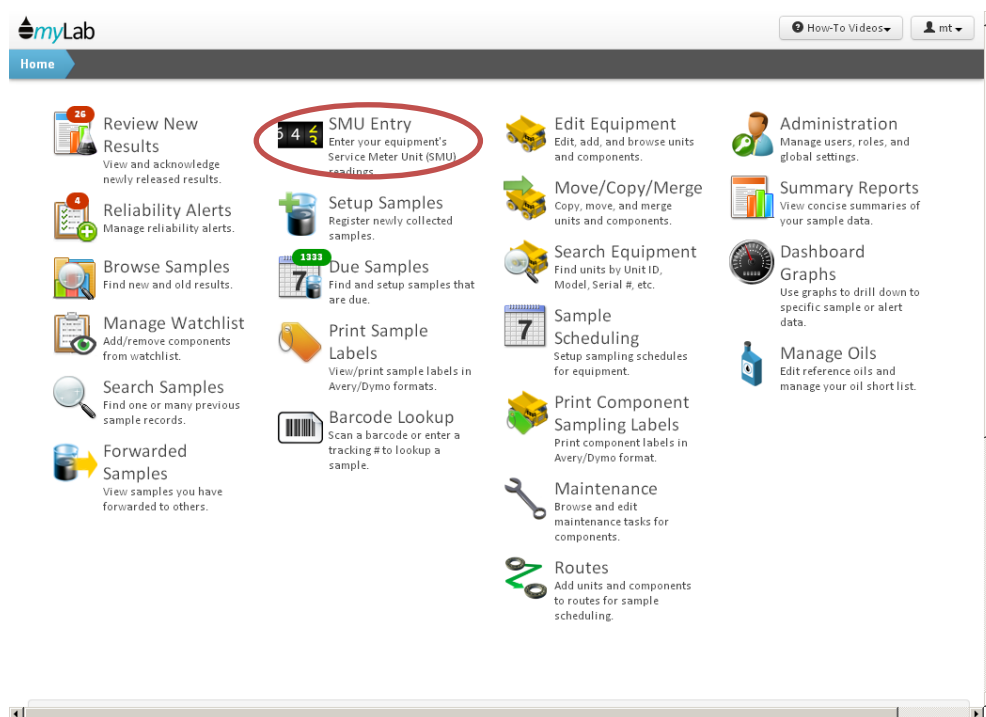 myLab
How-To Videos
mt
Home
26
Review New
Results
View and acknowledge
newly released results.
4
Reliability Alerts
Manage reliability alerts.
Browse Samples
Find new and old results.
Manage Watchlist
Add/remove components
from watchlist.
Search Samples
Find one or many previous
sample records.
Forwarded
Samples
View samples you have
forwarded to others.
SMU Entry
Enter your equipment's
Service Meter Unit (SMU)
readings.
Setup Samples
Register newly collected
samples.
1333
7
Due Samples
Find and setup samples that
are due.
Print Sample
Labels
View/print sample labels in
Avery/Dymo formats.
Barcode Lookup
Scan a barcode or enter a
tracking # to lookup a
sample.
Edit Equipment
Edit, add, and browse units
and components.
Move/Copy/Merge
Copy, move, and merge
units and components.
Search Equipment
Find units by Unit ID,
Model, Serial #, etc.
7
Sample
Scheduling
Setup sampling schedules
for equipment.
Print Component
Sampling Labels
Print component labels in
Avery/Dymo format.
Maintenance
Browse and edit
maintenance tasks for
components.
Routes
Add units and components
to routes for sample
scheduling.
Administration
Manage users, roles, and
global settings.
Summary Reports
View concise summaries of
your sample data.
Dashboard
Graphs
Use graphs to drill down to
specific sample or alert
data.
Manage Oils
Edit reference oils and
manage your oil short list.